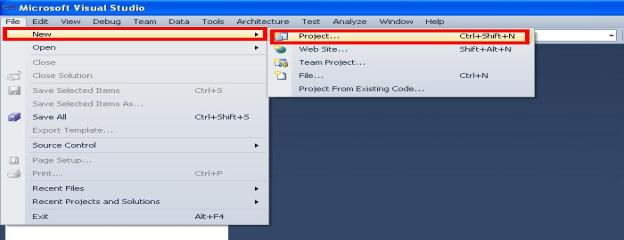 Microsoft Visual Studio
File Edit View Debug Team Data Tools Architecture Test Analyze Window Help
New
Project... Ctrl+Shift+N
Open
Web Site... Shift+Alt+N
Close
Team Project...
Close Solution
File... Ctrl+N
Project From Existing Code...
Save Selected Items Ctrl+S
Save Selected Items As...
Save All Ctrl+Shift+S
Export Template...
Source Control
Page Setup...
Print... Ctrl+P
Recent Files
Recent Projects and Solutions
Exit Alt+F4